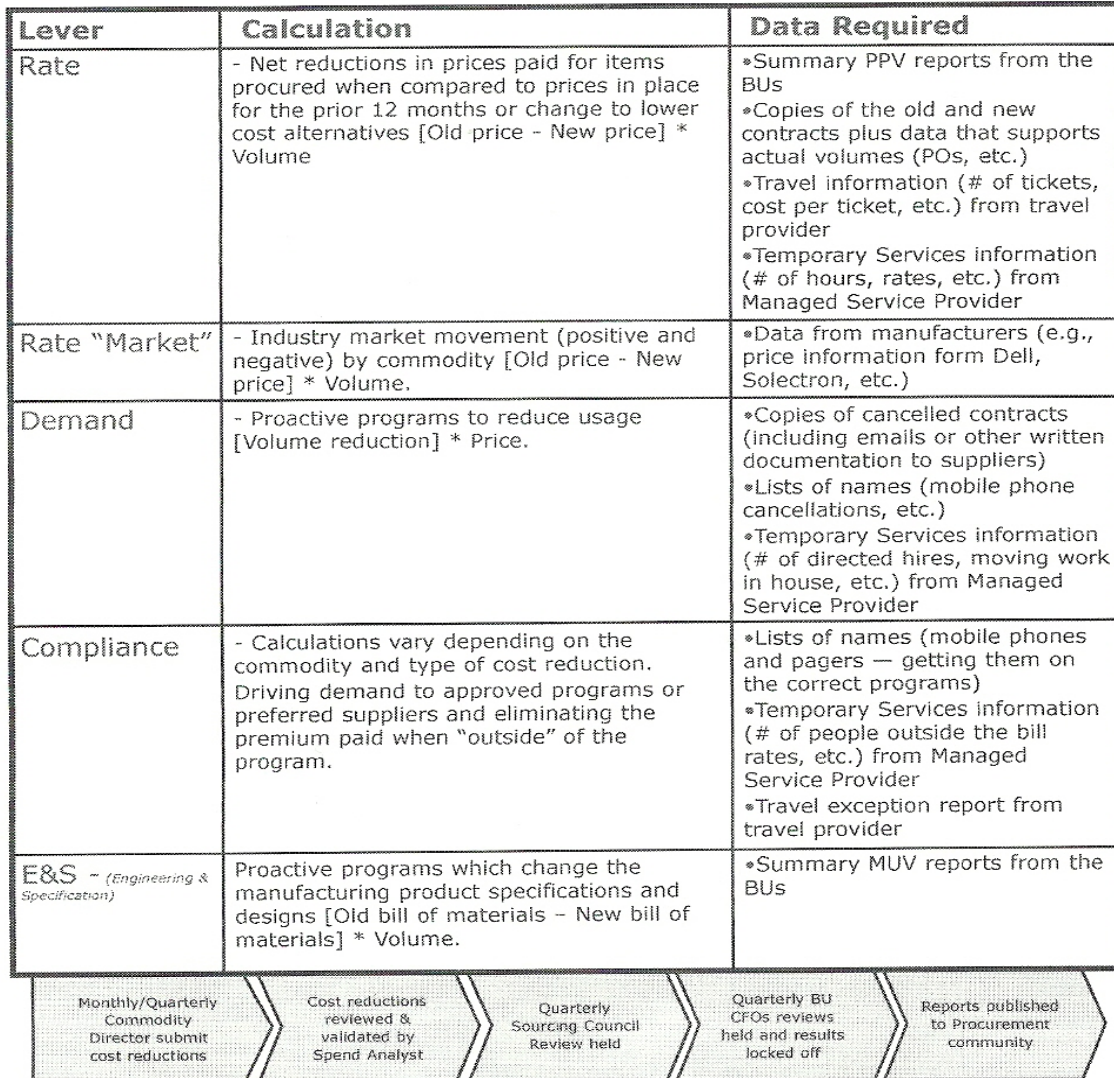 Lever
Calculation
Data Required
Rate
- Net reductions in prices paid for items
procured when compared to prices in place
for the prior 12 months or change to lower
cost alternatives [Old price - New price] *
Volume
•Summary PPV reports from the
BUs
•Copies of the old and new
contracts plus data that supports
actual volumes (POs, etc.)
•Travel information (# of tickets,
cost per ticket, etc.) from travel
provider
•Temporary Services information
(# of hours, rates, etc.) from
Managed Service Provider
Rate "Market"
- Industry market movement (positive and
negative) by commodity [Old price - New
price] * Volume.
•Data from manufacturers (e.g.,
price information form Dell,
Solectron, etc.)
Demand
- Proactive programs to reduce usage
[Volume reduction] * Price.
•Copies of cancelled contracts
(including emails or other written
documentation to suppliers)
•Lists of names (mobile phone
cancellations, etc.)
•Temporary Services information
(# of directed hires, moving work
in house, etc.) from Managed
Service Provider
Compliance
- Calculations vary depending on the
commodity and type of cost reduction.
Driving demand to approved programs or
preferred suppliers and eliminating the
premium paid when "outside" of the
program.
•Lists of names (mobile phones
and pagers — getting them on
the correct programs)
•Temporary Services information
(# of people outside the bill
rates, etc.) from Managed
Service Provider
•Travel exception report from
travel provider
E&S - (Engineering &
Specification)
Proactive programs which change the
manufacturing product specifications and
designs [Old bill of materials – New bill of
materials] * Volume.
•Summary MUV reports from the
BUs
Monthly/Quarterly
Commodity
Director submit
cost reductions
Cost reductions
reviewed &
validated by
Spend Analyst
Quarterly
Sourcing Council
Review held
Quarterly BU
CFOs reviews
held and results
locked off
Reports published
to Procurement
community